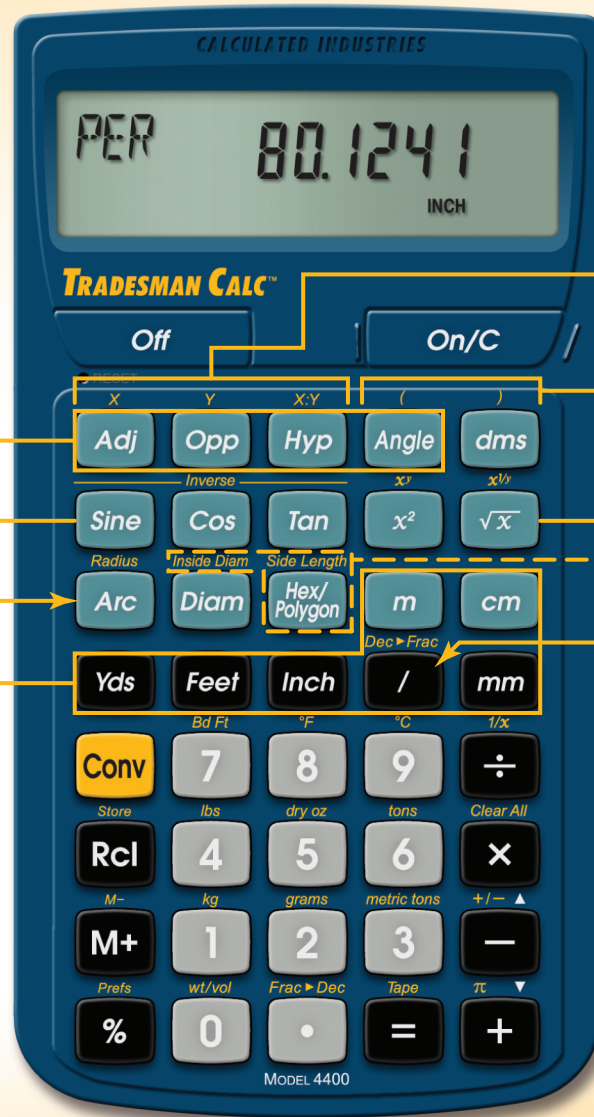 CALCULATED INDUSTRIES
PER 80.1241
INCH
TRADESMAN CALC™
Off On/C
RESET
X Y X:Y ( )
Adj Opp Hyp Angle dms
Inverse xʸ x¹/ʸ
Sine Cos Tan x² √x
Radius Inside Diam Side Length
Arc Diam Hex/Polygon m cm
Dec►Frac
Yds Feet Inch / mm
Bd Ft °F °C 1/x
Conv 7 8 9 ÷
Store lbs dry oz tons Clear All
Rcl 4 5 6 ×
M− kg grams metric tons +/− ▲
M+ 1 2 3 −
Prefs wt/vol Frac►Dec Tape π ▼
% 0 • = +
MODEL 4400